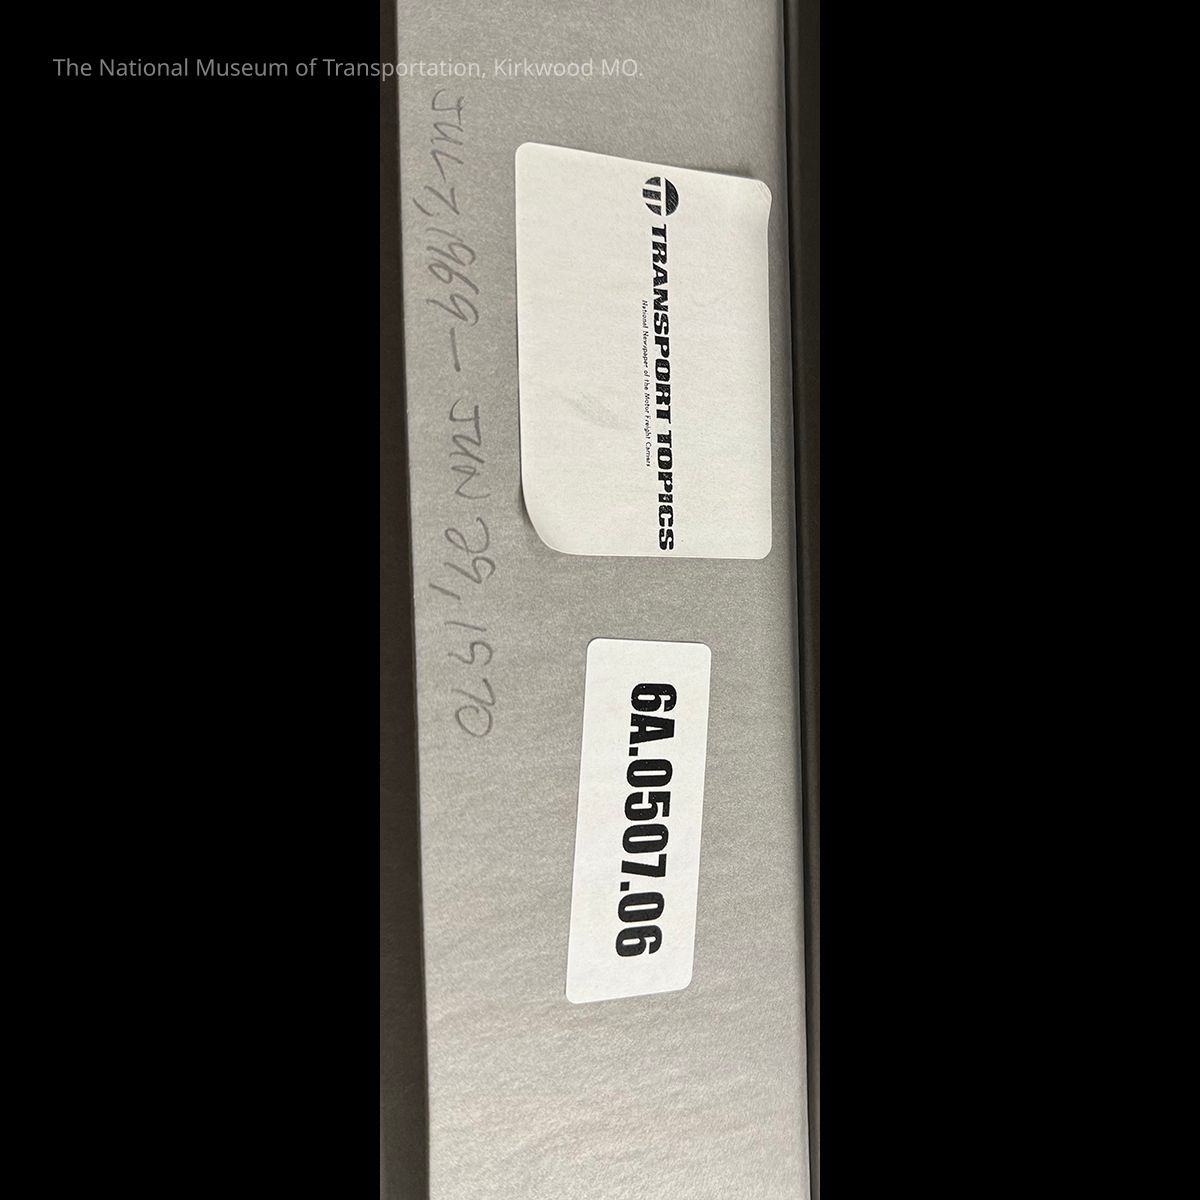 The National Museum of Transportation, Kirkwood MO.
TRANSPORT TOPICS
National Newspaper of the Motor Freight Carriers
6A.0507.06
JUL 7, 1969 — JUN 29, 1970